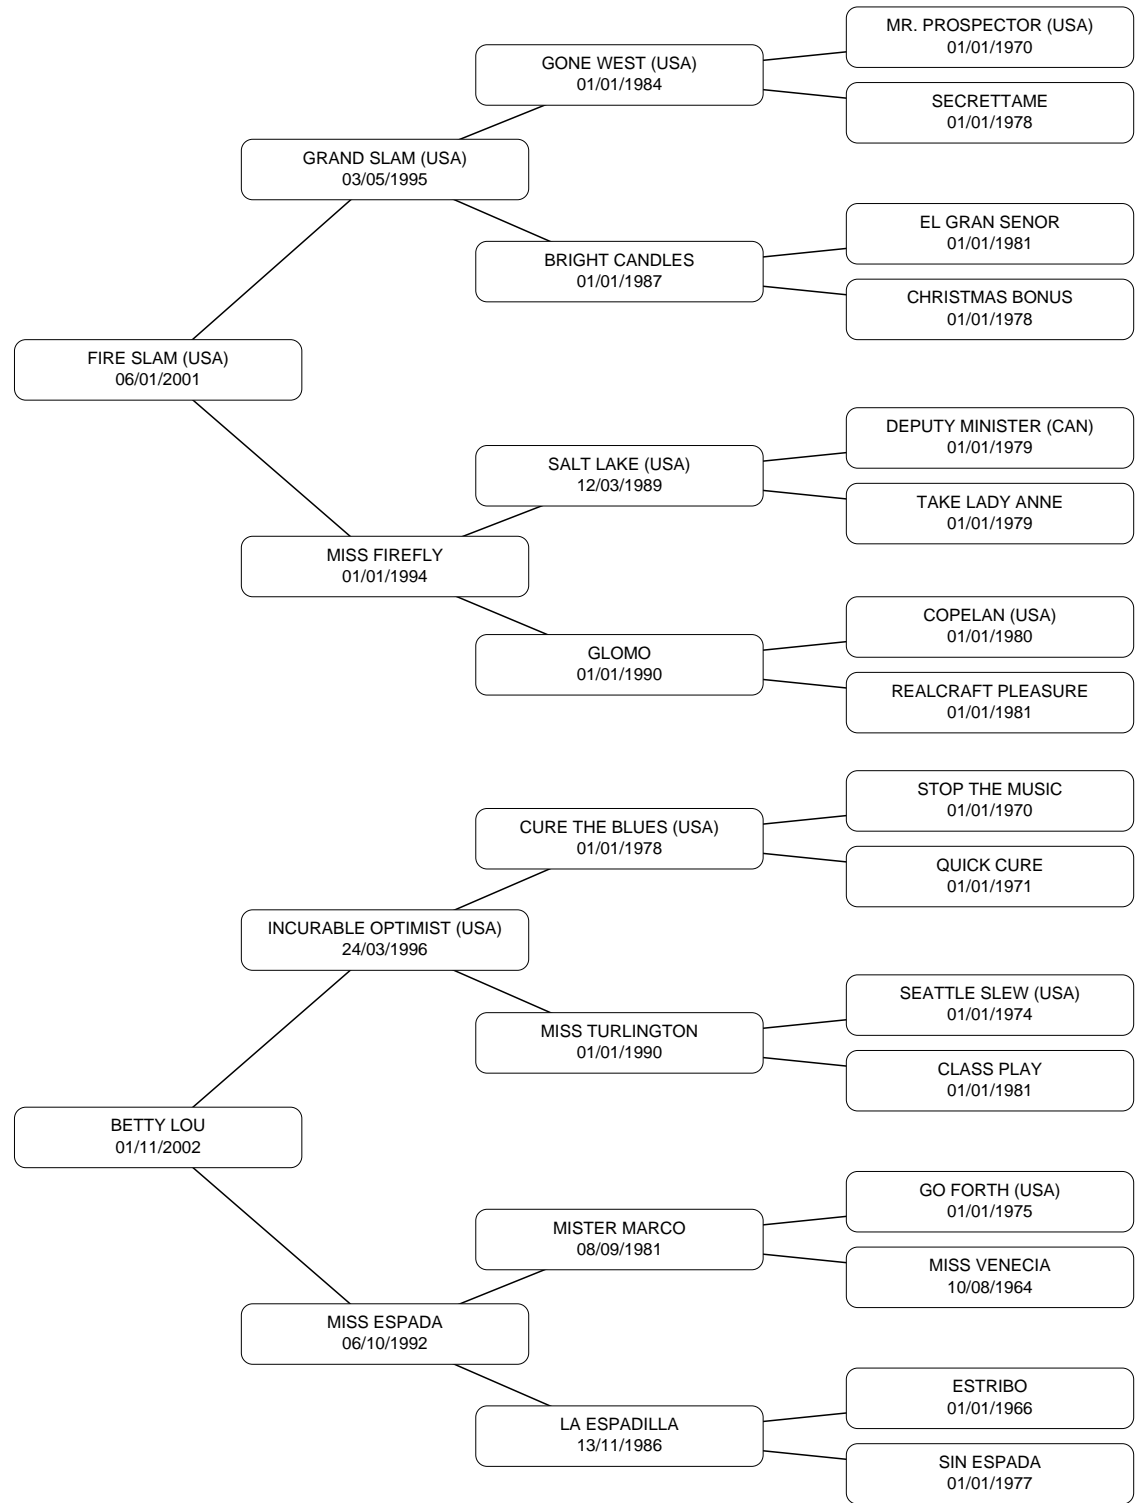 MR. PROSPECTOR (USA)
01/01/1970
GONE WEST (USA)
01/01/1984
SECRETTAME
01/01/1978
GRAND SLAM (USA)
03/05/1995
EL GRAN SENOR
01/01/1981
BRIGHT CANDLES
01/01/1987
CHRISTMAS BONUS
01/01/1978
FIRE SLAM (USA)
06/01/2001
DEPUTY MINISTER (CAN)
01/01/1979
SALT LAKE (USA)
12/03/1989
TAKE LADY ANNE
01/01/1979
MISS FIREFLY
01/01/1994
COPELAN (USA)
01/01/1980
GLOMO
01/01/1990
REALCRAFT PLEASURE
01/01/1981
STOP THE MUSIC
01/01/1970
CURE THE BLUES (USA)
01/01/1978
QUICK CURE
01/01/1971
INCURABLE OPTIMIST (USA)
24/03/1996
SEATTLE SLEW (USA)
01/01/1974
MISS TURLINGTON
01/01/1990
CLASS PLAY
01/01/1981
BETTY LOU
01/11/2002
GO FORTH (USA)
01/01/1975
MISTER MARCO
08/09/1981
MISS VENECIA
10/08/1964
MISS ESPADA
06/10/1992
ESTRIBO
01/01/1966
LA ESPADILLA
13/11/1986
SIN ESPADA
01/01/1977